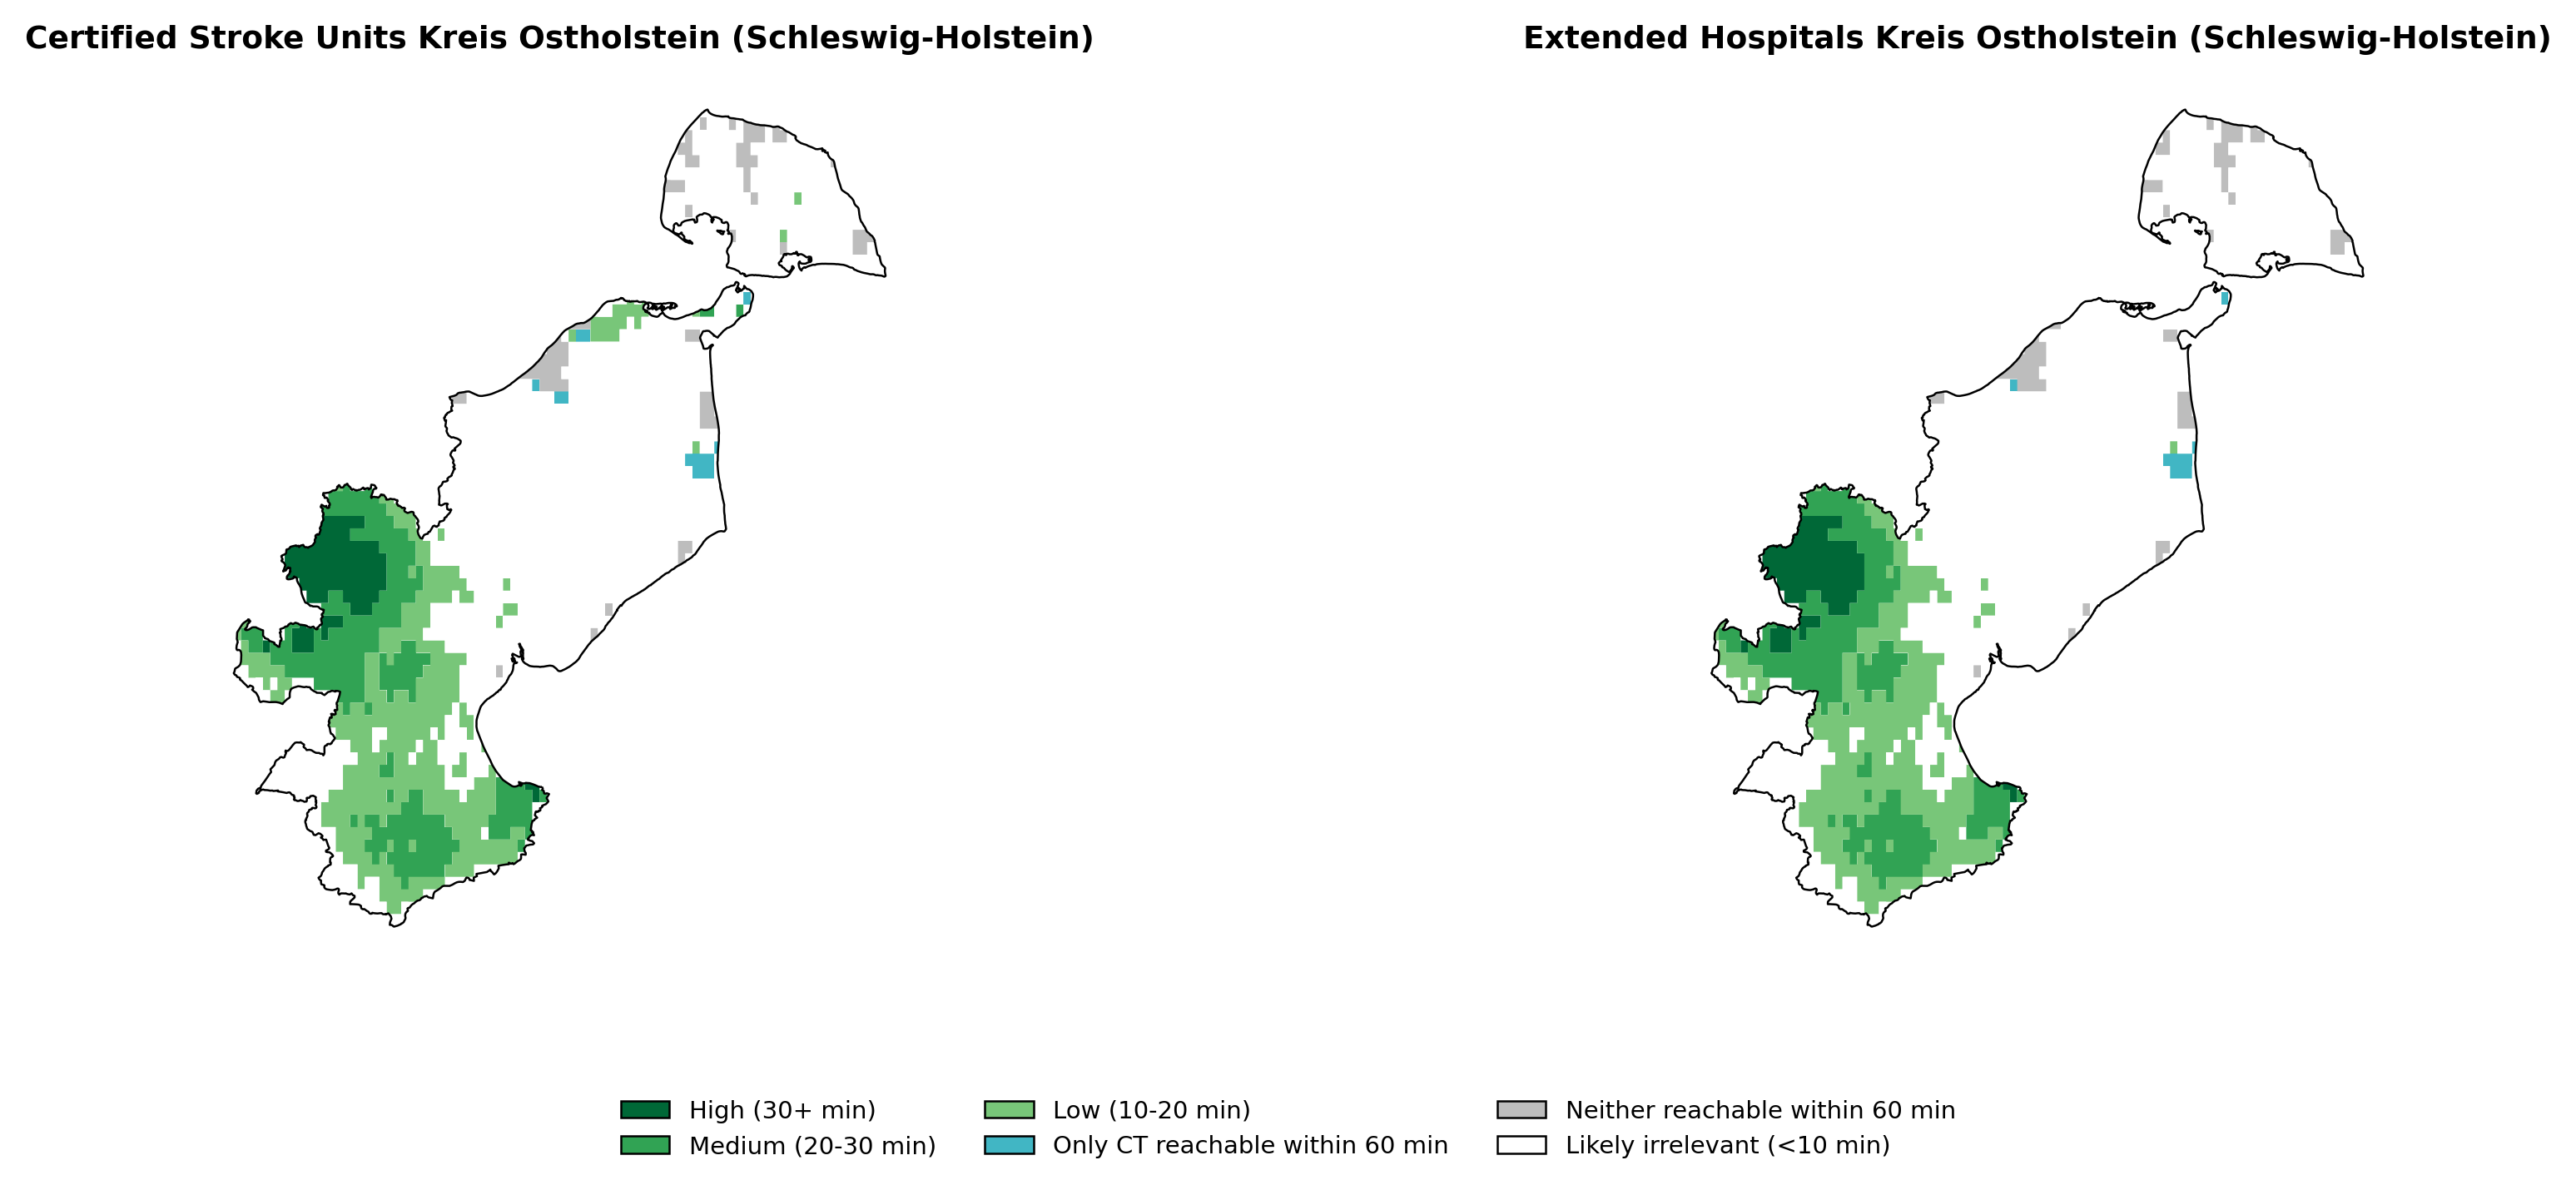 Certified Stroke Units Kreis Ostholstein (Schleswig-Holstein)
Extended Hospitals Kreis Ostholstein (Schleswig-Holstein)
High (30+ min)
Medium (20-30 min)
Low (10-20 min)
Only CT reachable within 60 min
Neither reachable within 60 min
Likely irrelevant (<10 min)